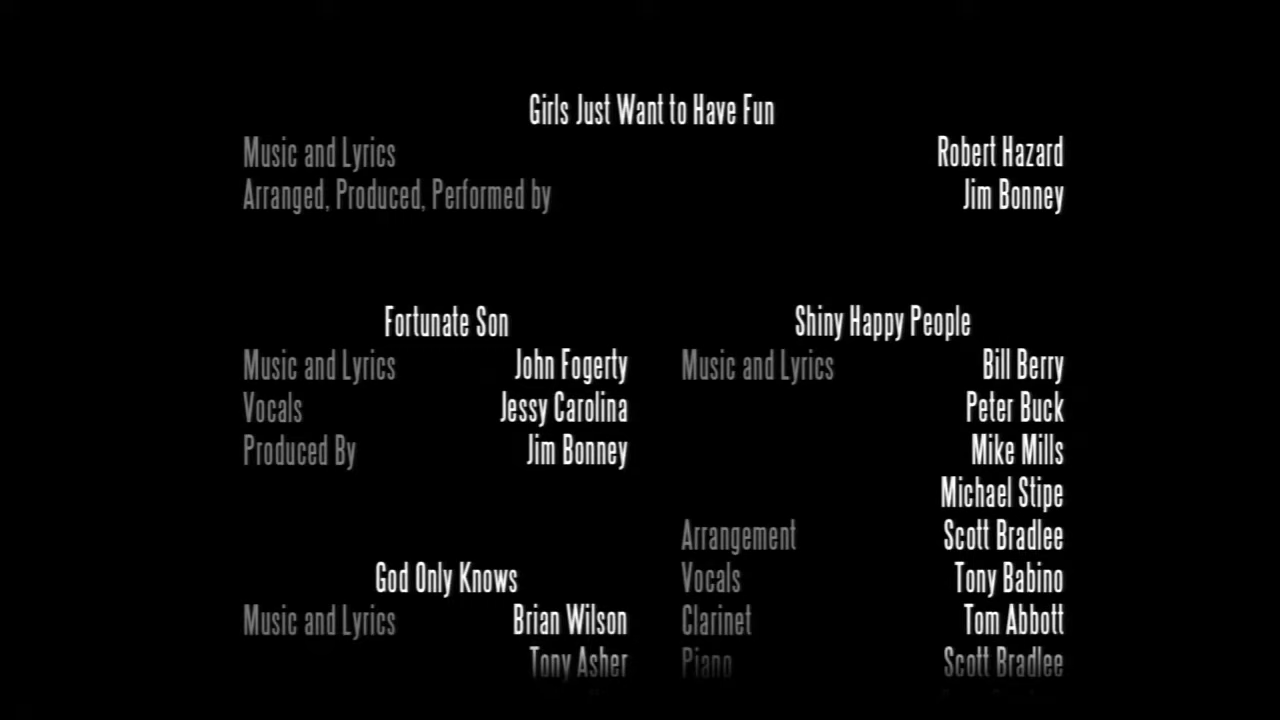 Girls Just Want to Have Fun
Music and Lyrics Robert Hazard
Arranged, Produced, Performed by Jim Bonney
Fortunate Son
Music and Lyrics John Fogerty
Vocals Jessy Carolina
Produced By Jim Bonney
God Only Knows
Music and Lyrics Brian Wilson
Tony Asher
Shiny Happy People
Music and Lyrics Bill Berry
Peter Buck
Mike Mills
Michael Stipe
Arrangement Scott Bradlee
Vocals Tony Babino
Clarinet Tom Abbott
Piano Scott Bradlee